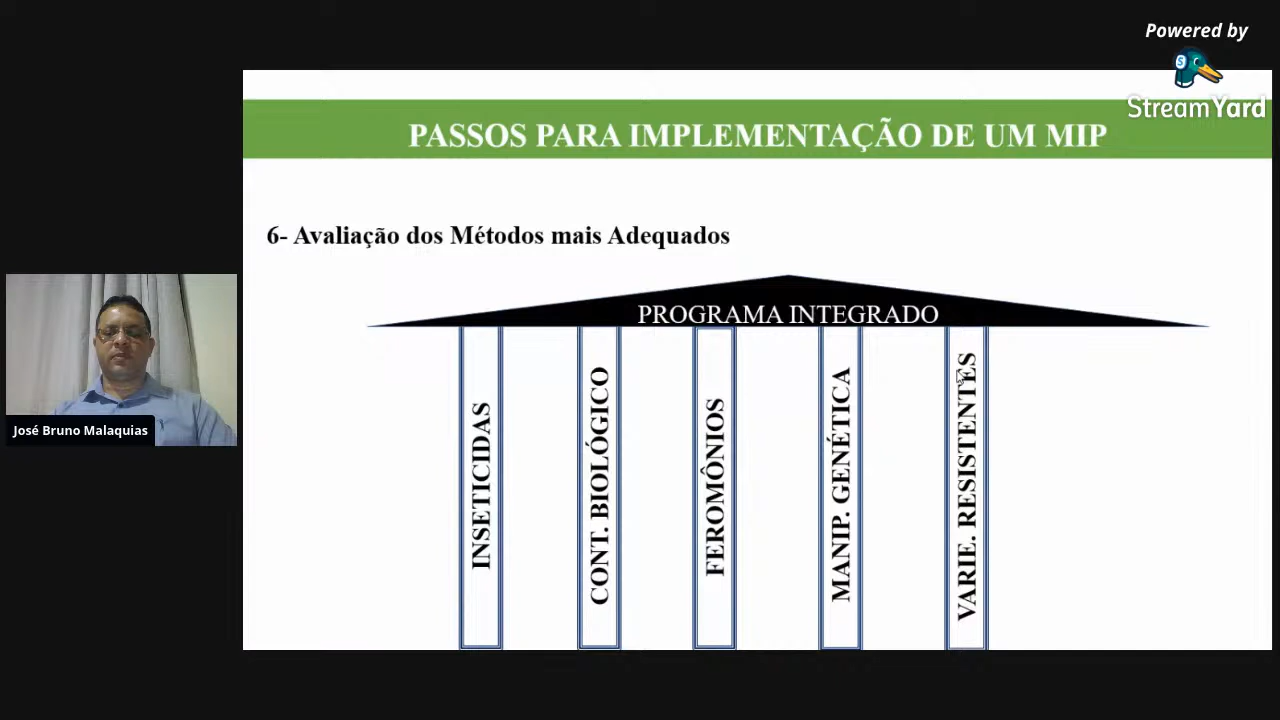 Powered by
StreamYard
PASSOS PARA IMPLEMENTAÇÃO DE UM MIP
6- Avaliação dos Métodos mais Adequados
PROGRAMA INTEGRADO
INSETICIDAS
CONT. BIOLÓGICO
FEROMÔNIOS
MANIP. GENÉTICA
VARIE. RESISTENTES
José Bruno Malaquias